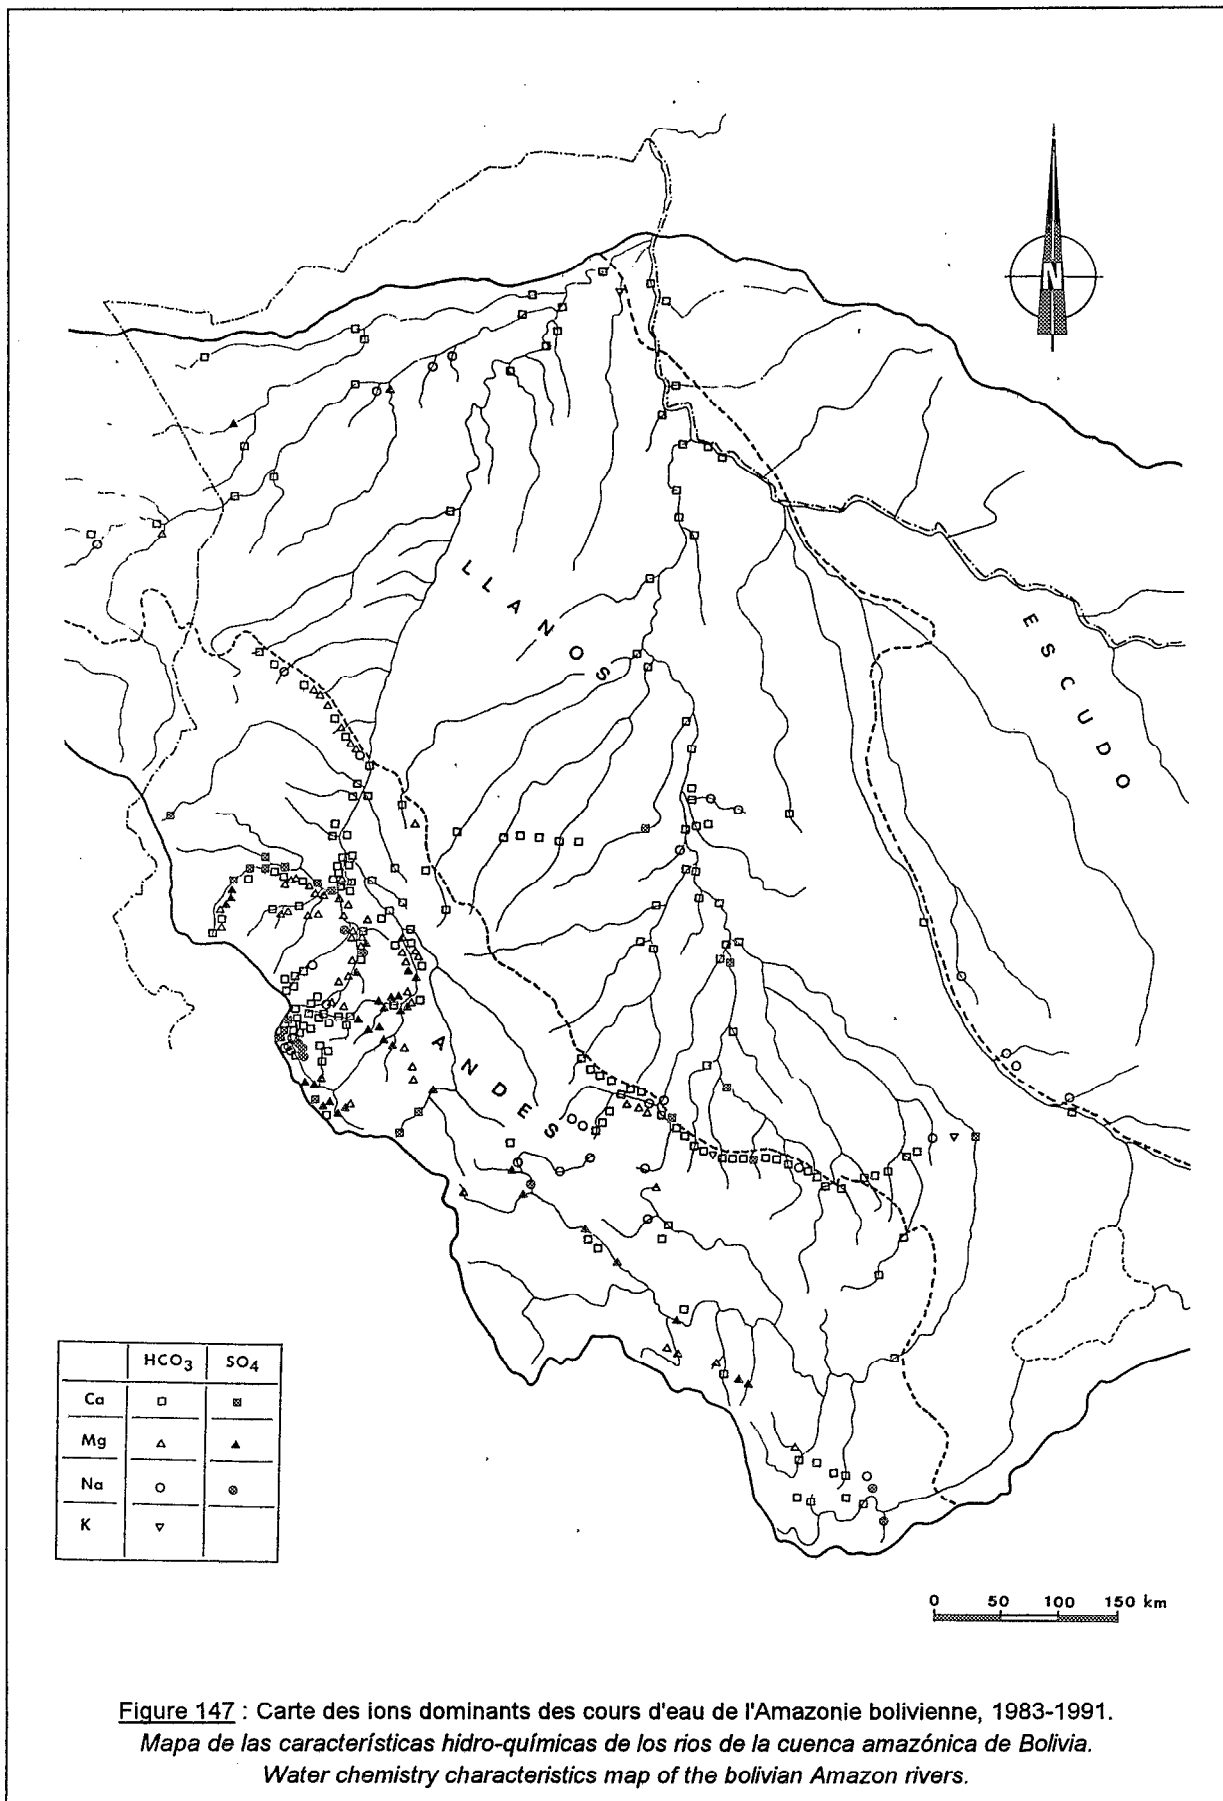 N
LLANOS
ESCUDO
ANDES
HCO3 SO4
Ca
Mg
Na
K
0 50 100 150 km
Figure 147 : Carte des ions dominants des cours d'eau de l'Amazonie bolivienne, 1983-1991.
Mapa de las características hidro-químicas de los rios de la cuenca amazónica de Bolivia.
Water chemistry characteristics map of the bolivian Amazon rivers.